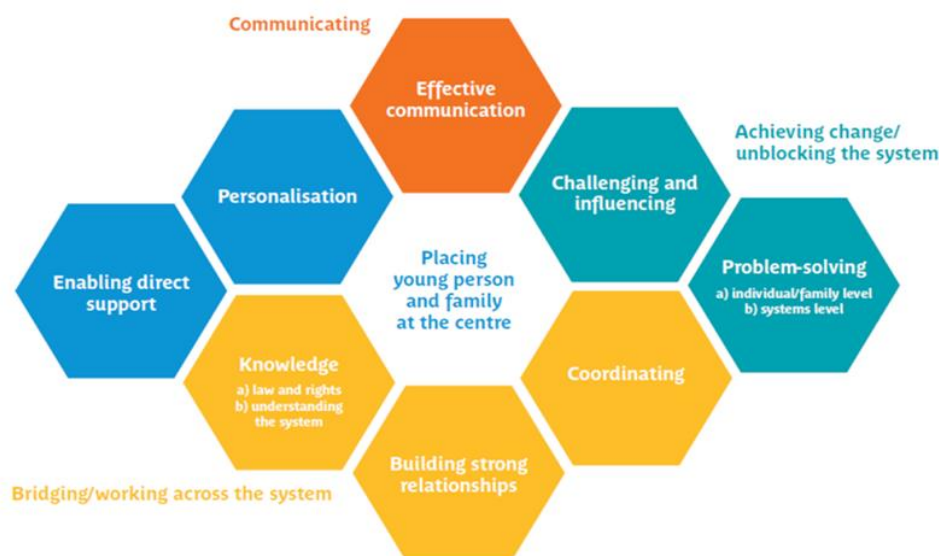 Communicating
Effective
communication
Achieving change/
unblocking the system
Personalisation
Challenging and
influencing
Enabling direct
support
Placing
young person
and family
at the centre
Problem-solving
a) individual/family level
b) systems level
Knowledge
a) law and rights
b) understanding
the system
Coordinating
Building strong
relationships
Bridging/working across the system